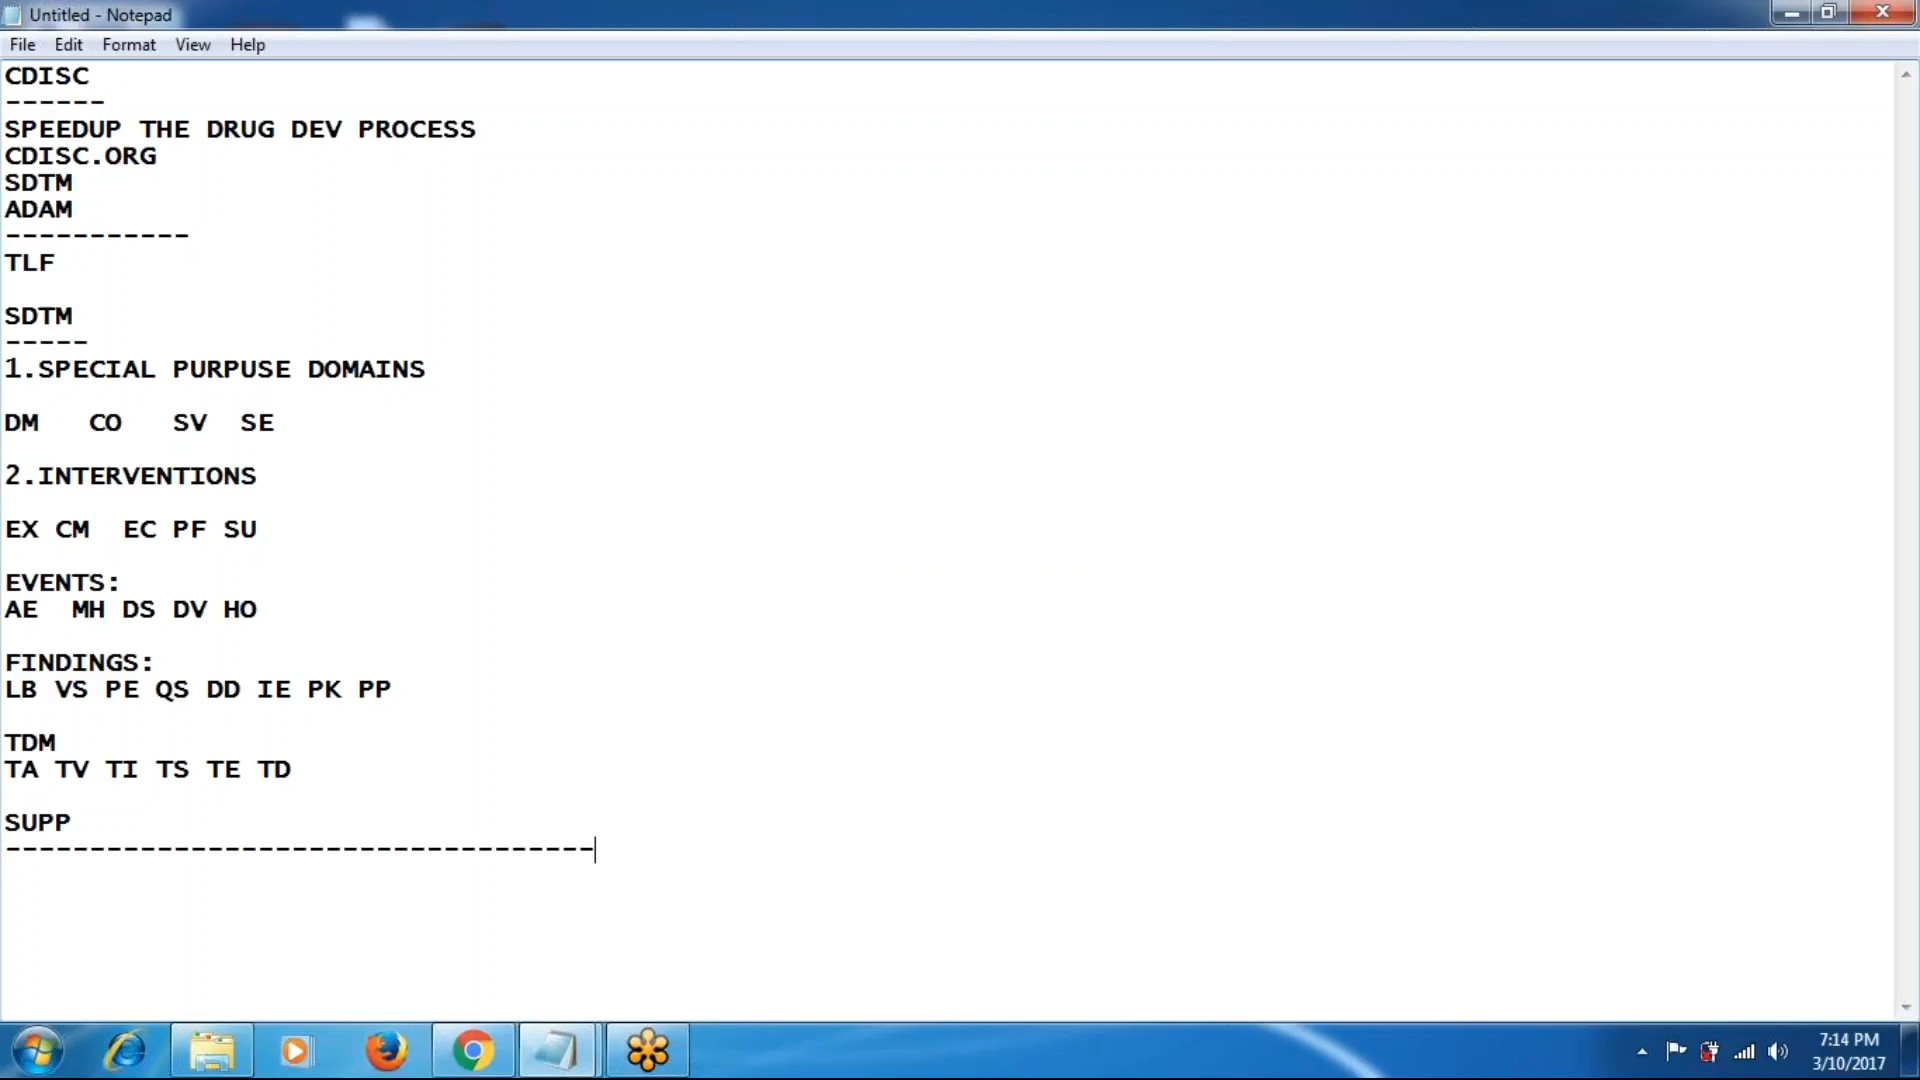 Untitled - Notepad
File Edit Format View Help
CDISC
------
SPEEDUP THE DRUG DEV PROCESS
CDISC.ORG
SDTM
ADAM
-----------
TLF
SDTM
-----
1.SPECIAL PURPUSE DOMAINS
DM CO SV SE
2.INTERVENTIONS
EX CM EC PF SU
EVENTS:
AE MH DS DV HO
FINDINGS:
LB VS PE QS DD IE PK PP
TDM
TA TV TI TS TE TD
SUPP
-----------------------------------
7:14 PM
3/10/2017